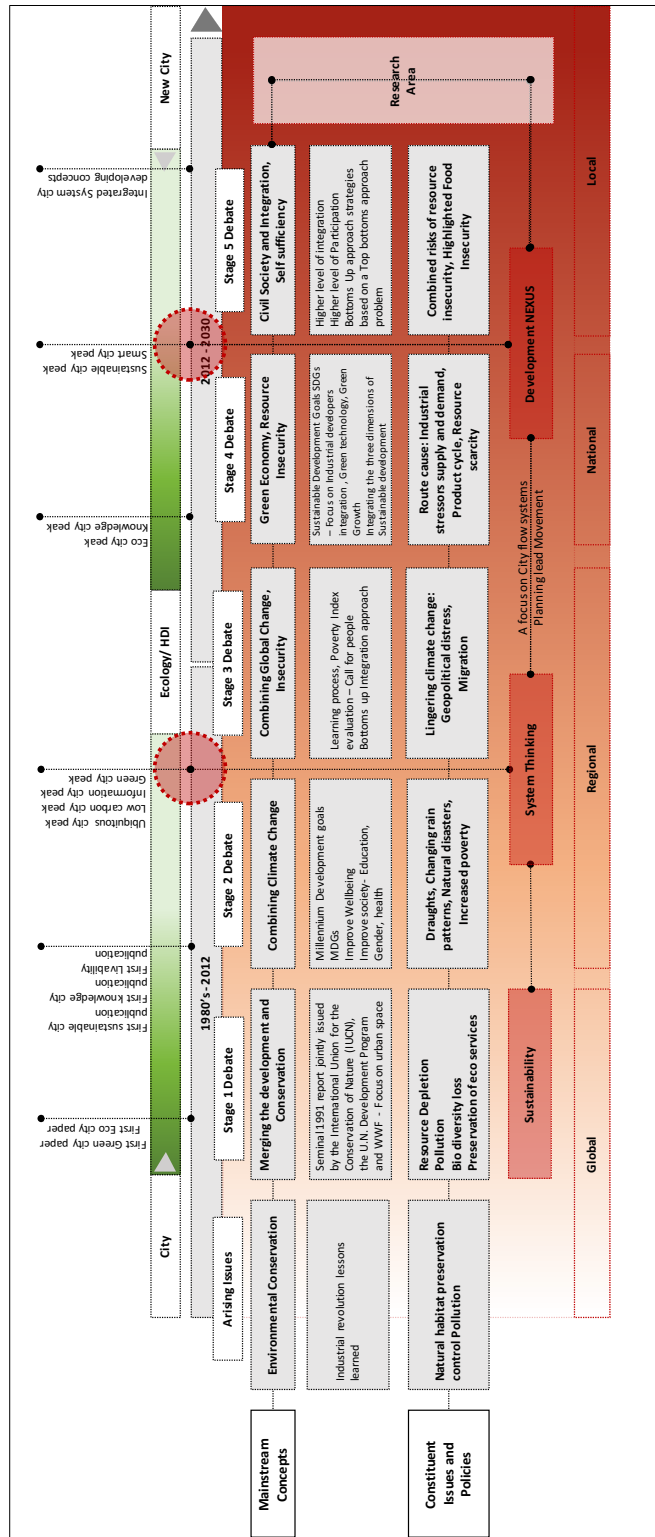 First Green paper
First Eco city paper
First sustainable city
publication
First knowledge city
publication
First Livability
publication
Ubiquitous city peak
Low carbon city peak
Information city peak
Green city peak
Eco city peak
Knowledge city peak
Sustainable city peak
Smart city peak
Integrated System city
developing concepts
City
Ecology/ HDI
New City
1980's - 2012
2012 - 2030
Arising Issues
Stage 1 Debate
Stage 2 Debate
Stage 3 Debate
Stage 4 Debate
Stage 5 Debate
Mainstream
Concepts
Environmental Conservation
Merging the development and
Conservation
Combining Climate Change
Combining Global Change,
Insecurity
Green Economy, Resource
Insecurity
Civil Society and Integration,
Self sufficiency
Research
Area
Industrial revolution lessons
learned
Seminal 1991 report jointly issued
by the International Union for the
Conservation of Nature (IUCN),
the U.N. Development Program
and WWF - Focus on urban space
Millennium Development goals
MDGs
Improve Wellbeing
Improve society- Education,
Gender, health
Learning process, Poverty Index
evaluation – Call for people
Bottoms up Integration approach
Sustainable Development Goals SDGs
– Focus on Industrial developers
integration , Green technology, Green
Growth
Integrating the three dimensions of
Sustainable development
Higher level of integration
Higher level of Participation
Bottoms Up approach strategies
based on a Top bottoms approach
problem
Constituent
Issues and
Policies
Natural habitat preservation
control Pollution
Resource Depletion
Pollution
Bio diversity loss
Preservation of eco services
Draughts, Changing rain
patterns, Natural disasters,
Increased poverty
Lingering climate change:
Geopolitical distress,
Migration
Route cause: Industrial
stressors supply and demand,
Product cycle, Resource
scarcity
Combined risks of resource
insecurity, Highlighted Food
Insecurity
Sustainability
System Thinking
A focus on City flow systems
Planning lead Movement
Development NEXUS
Global
Regional
National
Local